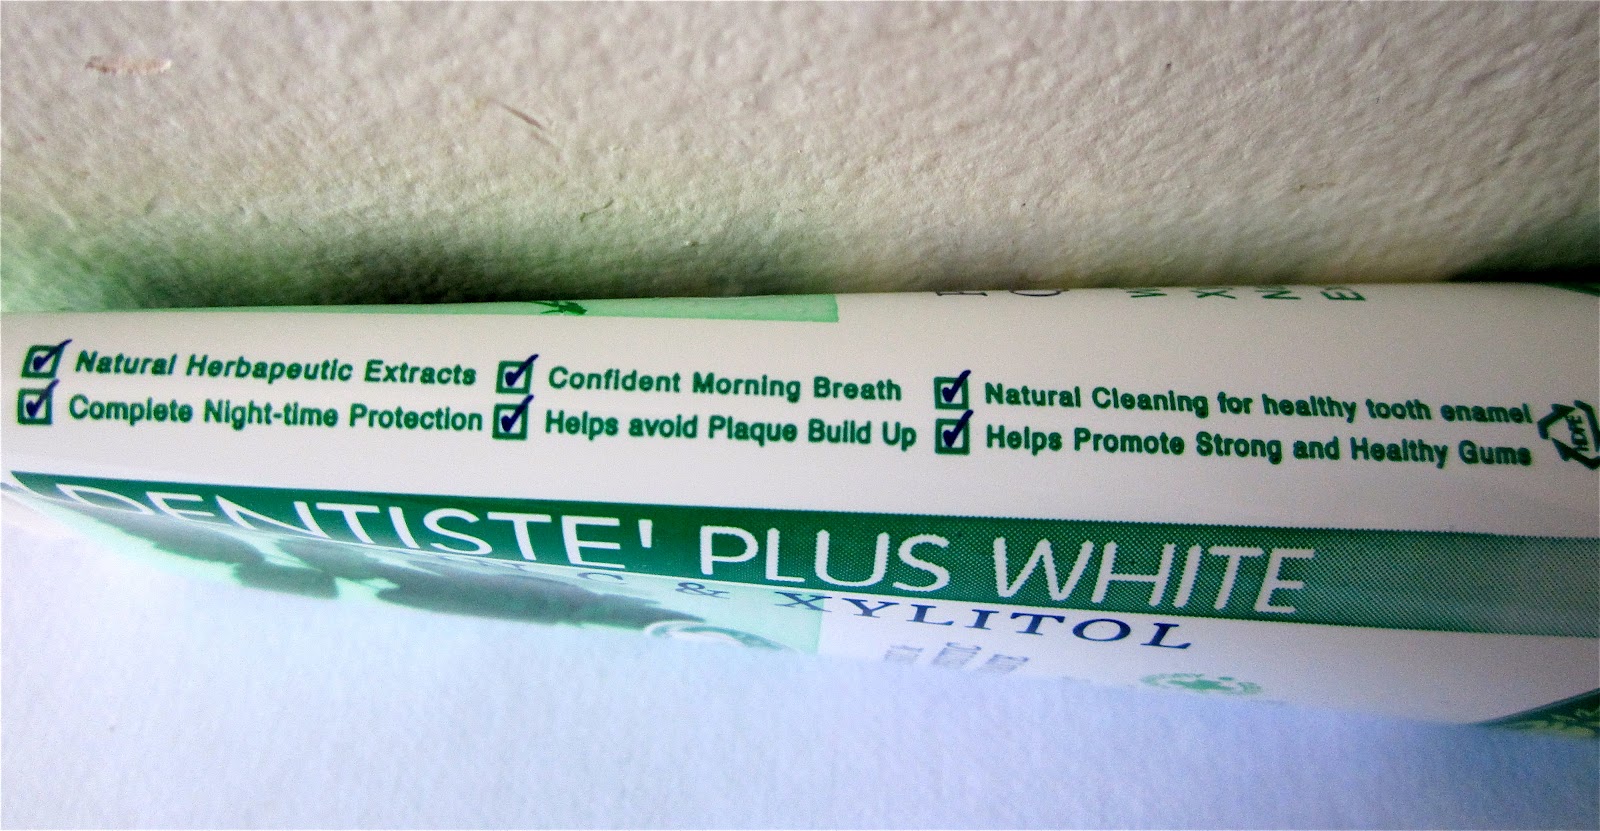 Natural Herbapeutic Extracts
Complete Night-time Protection
Confident Morning Breath
Helps avoid Plaque Build Up
Natural Cleaning for healthy tooth enamel
Helps Promote Strong and Healthy Gums
DENTISTE' PLUS WHITE
C & XYLITOL